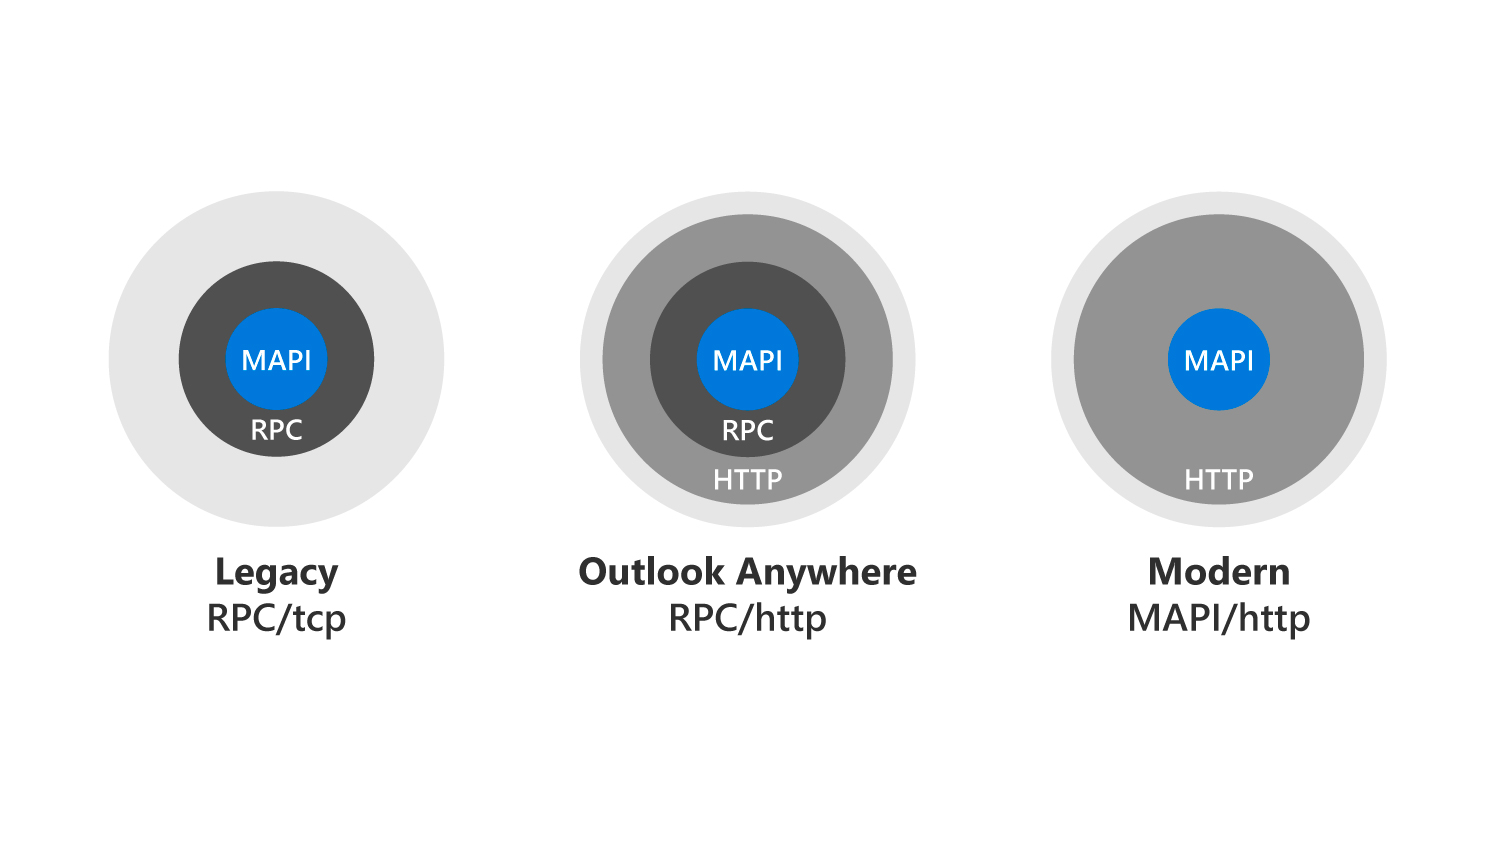 MAPI
RPC
Legacy
RPC/tcp
MAPI
RPC
HTTP
Outlook Anywhere
RPC/http
MAPI
HTTP
Modern
MAPI/http